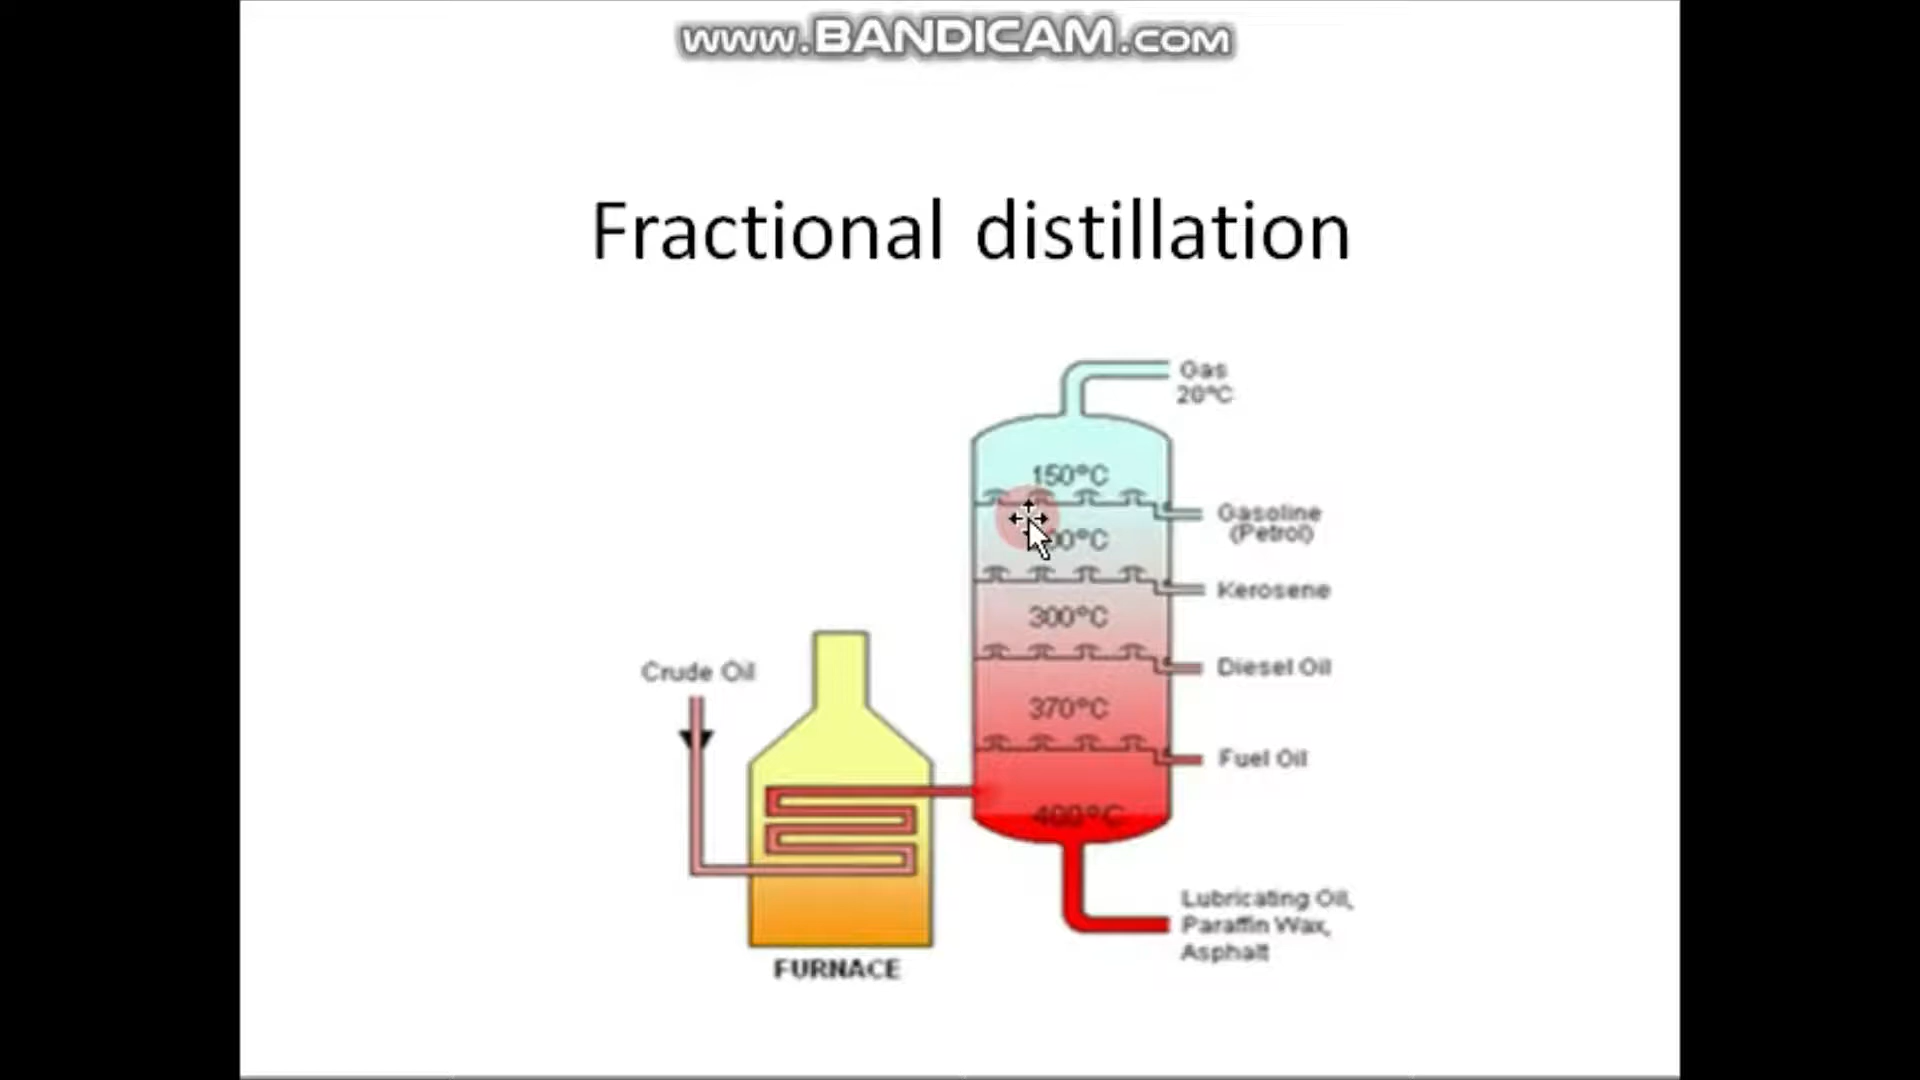 www.BANDICAM.com
Fractional distillation
Gas
20°C
150°C
Gasoline
(Petrol)
Kerosene
300°C
Crude Oil
Diesel Oil
370°C
Fuel Oil
400°C
Lubricating Oil,
Paraffin Wax,
Asphalt
FURNACE